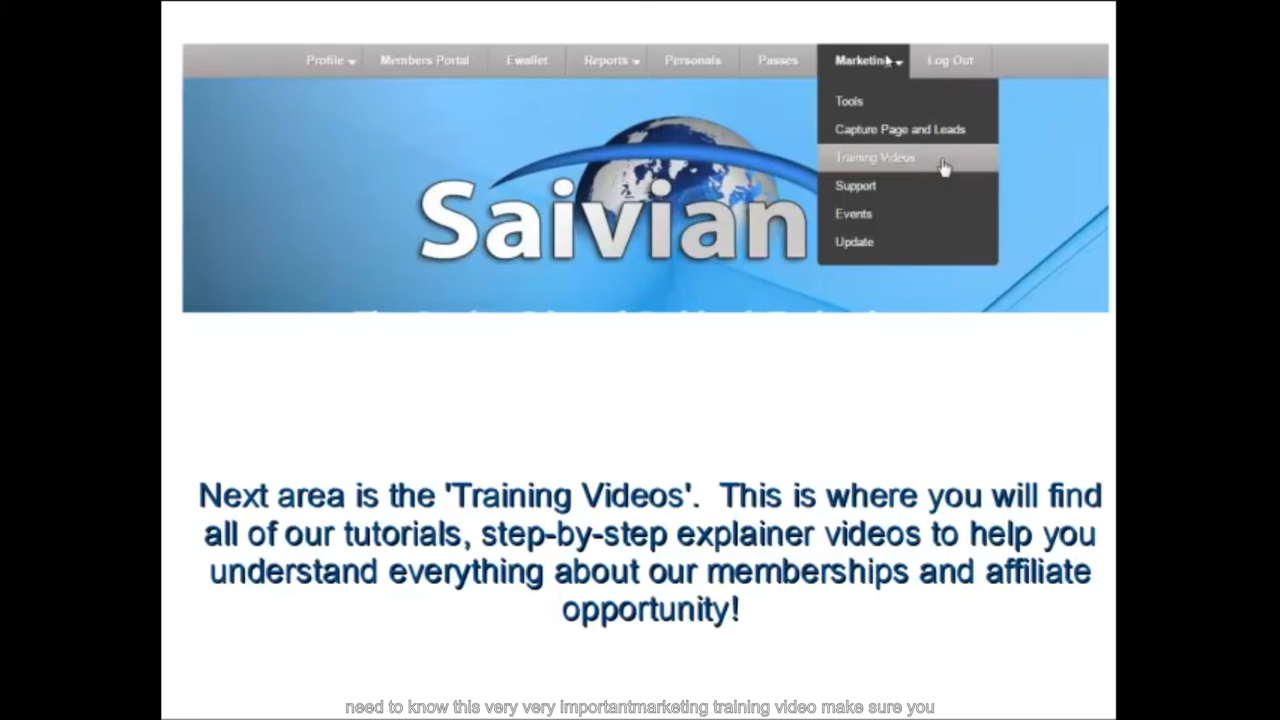 Profile Members Portal Ewallet Reports Personals Passes Marketing Log Out
Tools
Capture Page and Leads
Training Videos
Support
Events
Update
Saivian
Next area is the 'Training Videos'. This is where you will find
all of our tutorials, step-by-step explainer videos to help you
understand everything about our memberships and affiliate
opportunity!
need to know this very very importantmarketing training video make sure you